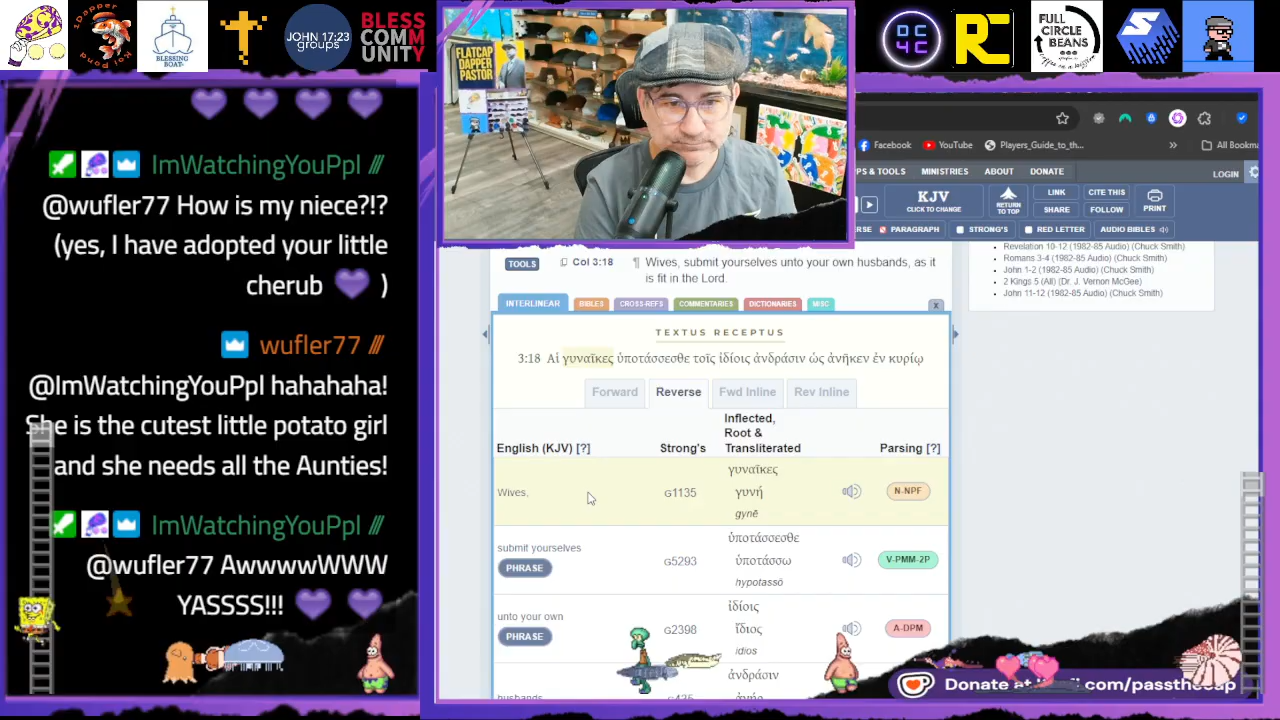 1Dapper
Koi Pond
BLESSING BOAT
JOHN 17:23
groups
BLESS
COMM
UNITY
OC
4C
RC
FULL
CIRCLE
BEANS
FLATCAP
DAPPER
PASTOR
ImWatchingYouPpl ///
@wufler77 How is my niece?!?
(yes, I have adopted your little
cherub 💜 )
wufler77 ///
@ImWatchingYouPpl hahahaha!
She is the cutest little potato girl
and she needs all the Aunties!
ImWatchingYouPpl ///
@wufler77 AwwwwWWW
YASSSS!!! 💜 💜
Facebook YouTube Players_Guide_to_th... » All Bookma
PS & TOOLS MINISTRIES ABOUT DONATE LOGIN
KJV
CLICK TO CHANGE
RETURN
TO TOP
LINK CITE THIS
SHARE FOLLOW
PRINT
PARAGRAPH STRONG'S RED LETTER AUDIO BIBLES
Revelation 10-12 (1982-85 Audio) (Chuck Smith)
Romans 3-4 (1982-85 Audio) (Chuck Smith)
John 1-2 (1982-85 Audio) (Chuck Smith)
2 Kings 5 (All) (Dr. J. Vernon McGee)
John 11-12 (1982-85 Audio) (Chuck Smith)
TOOLS Col 3:18 ¶ Wives, submit yourselves unto your own husbands, as it
is fit in the Lord.
INTERLINEAR BIBLES CROSS-REFS COMMENTARIES DICTIONARIES MISC x
TEXTUS RECEPTUS
3:18 Αἱ γυναῖκες ὑποτάσσεσθε τοῖς ἰδίοις ἀνδράσιν ὡς ἀνῆκεν ἐν κυρίῳ
Forward Reverse Fwd Inline Rev Inline
English (KJV) [?] Strong's Inflected,
Root &
Transliterated Parsing [?]
Wives, G1135 γυναῖκες
γυνή
gynē
N-NPF
submit yourselves
PHRASE
G5293 ὑποτάσσεσθε
ὑποτάσσω
hypotassō
V-PMM-2P
unto your own
PHRASE
G2398 ἰδίοις
ἴδιος
idios
A-DPM
husbands G435 ἀνδράσιν
ἀνήρ
Donate at